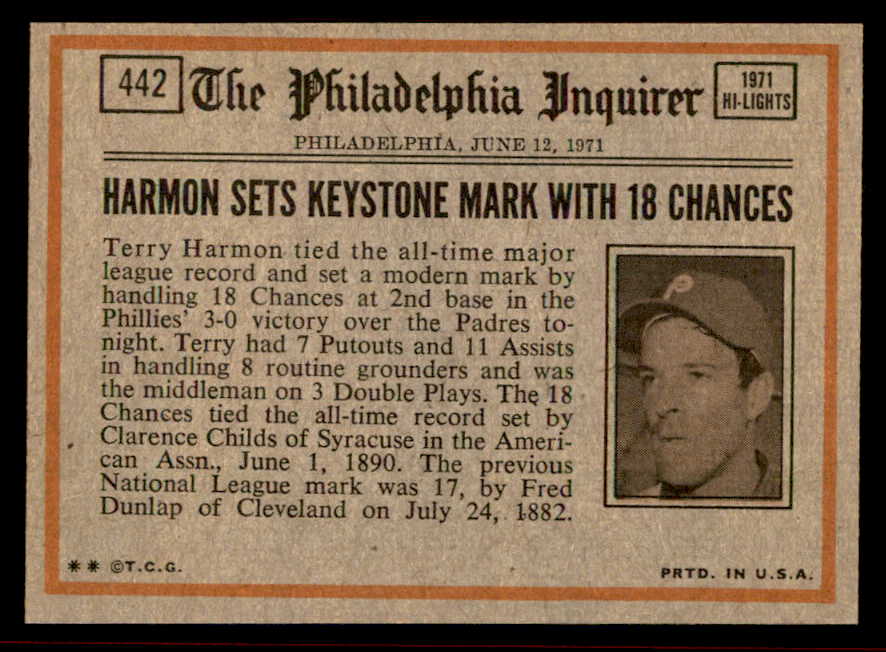 442 The Philadelphia Inquirer 1971
HI-LIGHTS
PHILADELPHIA, JUNE 12, 1971
HARMON SETS KEYSTONE MARK WITH 18 CHANCES
Terry Harmon tied the all-time major
league record and set a modern mark by
handling 18 Chances at 2nd base in the
Phillies' 3-0 victory over the Padres to-
night. Terry had 7 Putouts and 11 Assists
in handling 8 routine grounders and was
the middleman on 3 Double Plays. The 18
Chances tied the all-time record set by
Clarence Childs of Syracuse in the Ameri-
can Assn., June 1, 1890. The previous
National League mark was 17, by Fred
Dunlap of Cleveland on July 24, 1882.
P
** ©T.C.G.
PRTD. IN U.S.A.